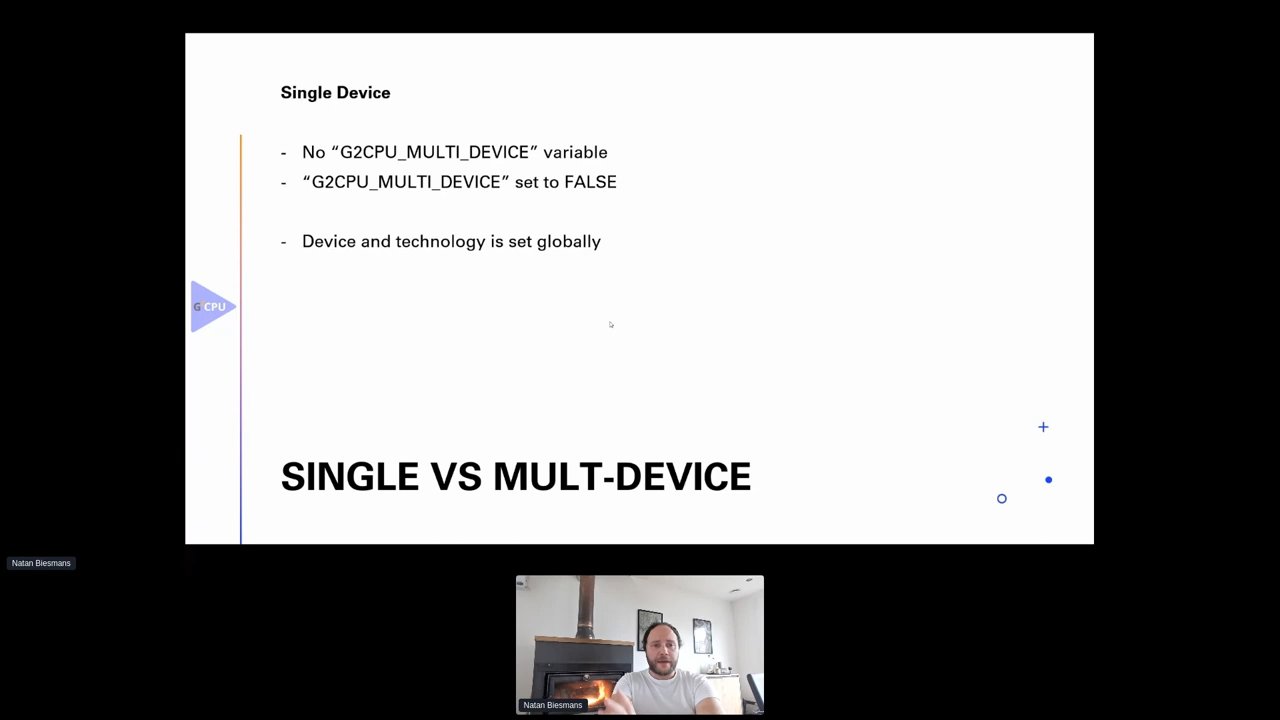 Single Device
- No “G2CPU_MULTI_DEVICE” variable
- “G2CPU_MULTI_DEVICE” set to FALSE
- Device and technology is set globally
G²CPU
SINGLE VS MULT-DEVICE
Natan Biesmans
Natan Biesmans